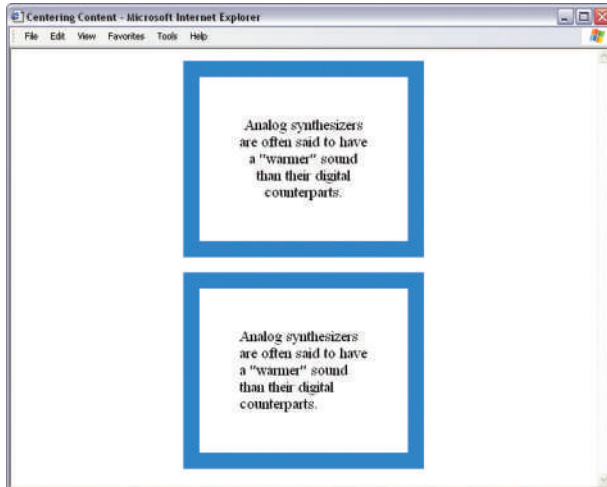 Centering Content - Microsoft Internet Explorer
File Edit View Favorites Tools Help
Analog synthesizers
are often said to have
a "warmer" sound
than their digital
counterparts.
Analog synthesizers
are often said to have
a "warmer" sound
than their digital
counterparts.